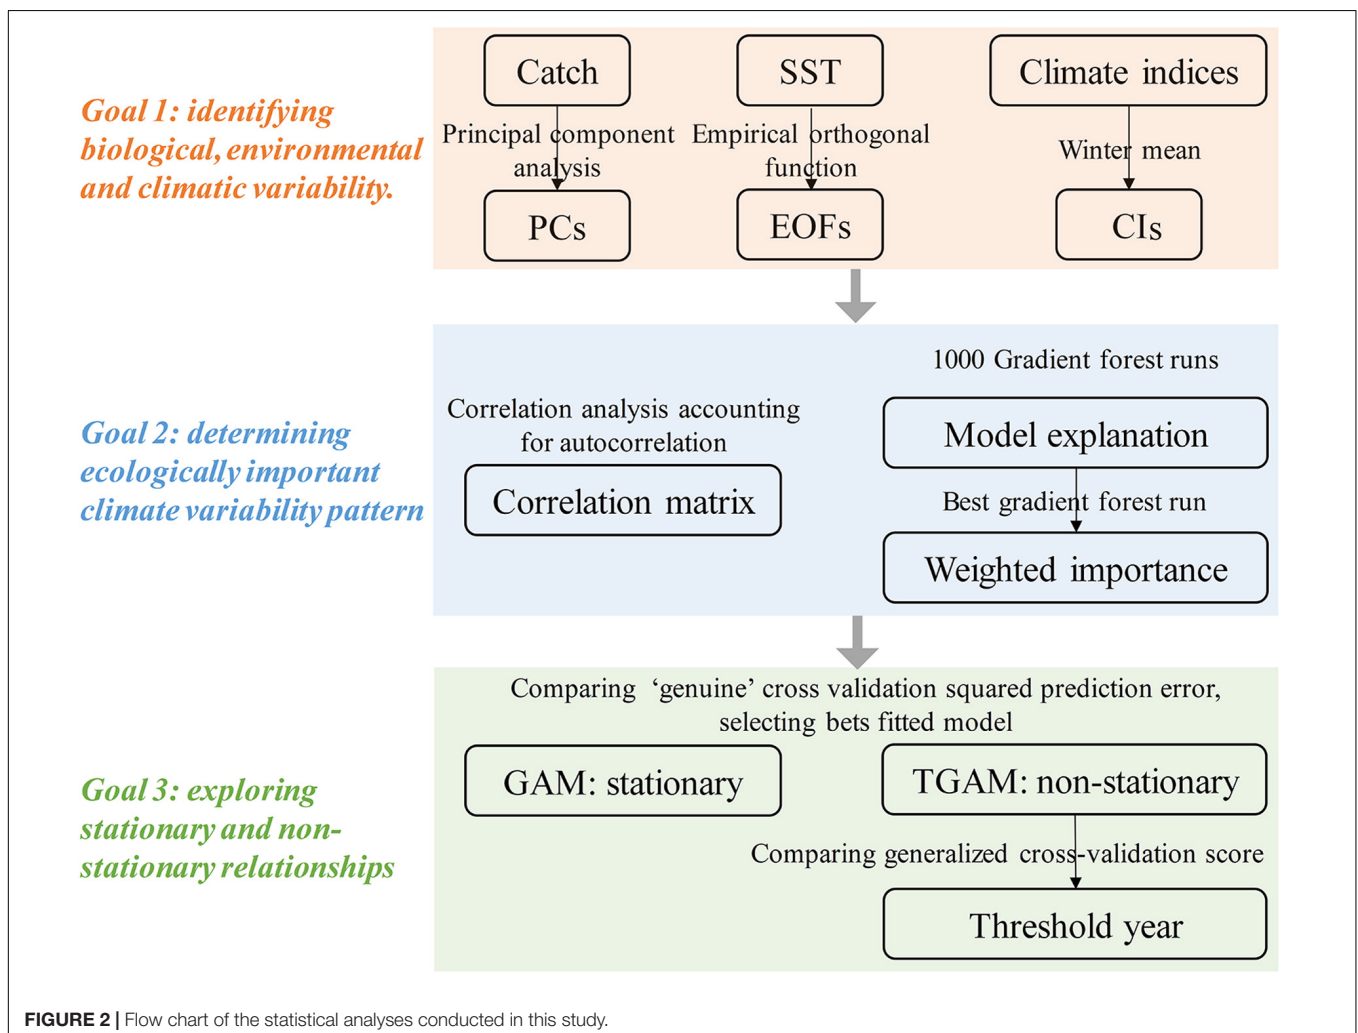 Goal 1: identifying
biological, environmental
and climatic variability.
Catch
SST
Climate indices
Principal component
analysis
Empirical orthogonal
function
Winter mean
PCs
EOFs
CIs
Goal 2: determining
ecologically important
climate variability pattern
Correlation analysis accounting
for autocorrelation
Correlation matrix
1000 Gradient forest runs
Model explanation
Best gradient forest run
Weighted importance
Goal 3: exploring
stationary and non-
stationary relationships
Comparing ‘genuine’ cross validation squared prediction error,
selecting bets fitted model
GAM: stationary
TGAM: non-stationary
Comparing generalized cross-validation score
Threshold year
FIGURE 2 | Flow chart of the statistical analyses conducted in this study.